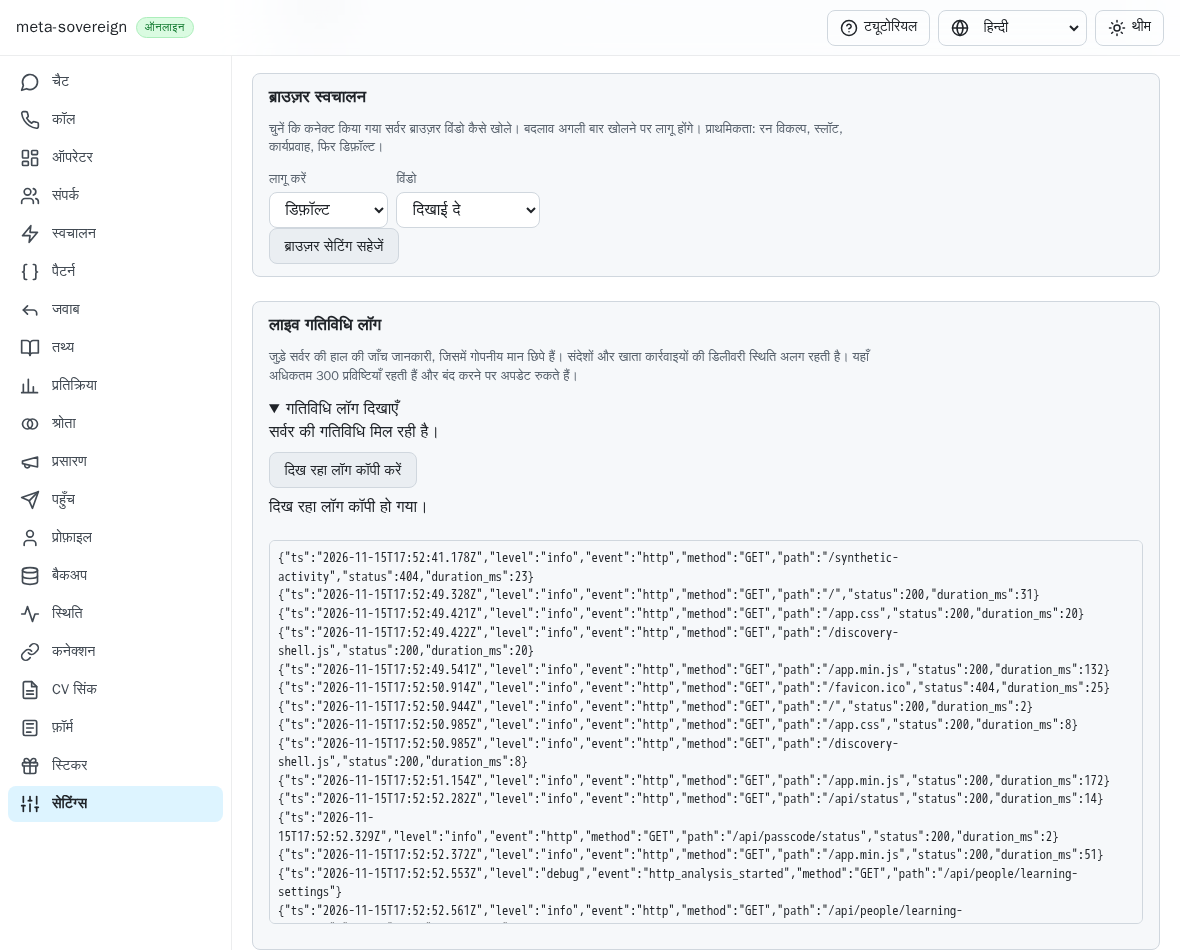 meta-sovereign ऑनलाइन
ट्यूटोरियल
हिन्दी
थीम
चैट
कॉल
ऑपरेटर
संपर्क
स्वचालन
पैटर्न
जवाब
तथ्य
प्रतिक्रिया
श्रोता
प्रसारण
पहुँच
प्रोफ़ाइल
बैकअप
स्थिति
कनेक्शन
CV सिंक
फ़ॉर्म
स्टिकर
सेटिंग्स
ब्राउज़र स्वचालन
चुनें कि कनेक्ट किया गया सर्वर ब्राउज़र विंडो कैसे खोले। बदलाव अगली बार खोलने पर लागू होंगे। प्राथमिकता: रन विकल्प, स्लॉट,
कार्यप्रवाह, फिर डिफ़ॉल्ट।
लागू करें
विंडो
डिफ़ॉल्ट
दिखाई दे
ब्राउज़र सेटिंग सहेजें
लाइव गतिविधि लॉग
जुड़े सर्वर की हाल की जाँच जानकारी, जिसमें गोपनीय मान छिपे हैं। संदेशों और खाता कार्रवाइयों की डिलीवरी स्थिति अलग रहती है। यहाँ
अधिकतम 300 प्रविष्टियाँ रहती हैं और बंद करने पर अपडेट रुकते हैं।
▼ गतिविधि लॉग दिखाएँ
सर्वर की गतिविधि मिल रही है।
दिख रहा लॉग कॉपी करें
दिख रहा लॉग कॉपी हो गया।
{"ts":"2026-11-15T17:52:41.178Z","level":"info","event":"http","method":"GET","path":"/synthetic-
activity","status":404,"duration_ms":23}
{"ts":"2026-11-15T17:52:49.328Z","level":"info","event":"http","method":"GET","path":"/","status":200,"duration_ms":31}
{"ts":"2026-11-15T17:52:49.421Z","level":"info","event":"http","method":"GET","path":"/app.css","status":200,"duration_ms":20}
{"ts":"2026-11-15T17:52:49.422Z","level":"info","event":"http","method":"GET","path":"/discovery-
shell.js","status":200,"duration_ms":20}
{"ts":"2026-11-15T17:52:49.541Z","level":"info","event":"http","method":"GET","path":"/app.min.js","status":200,"duration_ms":132}
{"ts":"2026-11-15T17:52:50.914Z","level":"info","event":"http","method":"GET","path":"/favicon.ico","status":404,"duration_ms":25}
{"ts":"2026-11-15T17:52:50.944Z","level":"info","event":"http","method":"GET","path":"/","status":200,"duration_ms":2}
{"ts":"2026-11-15T17:52:50.985Z","level":"info","event":"http","method":"GET","path":"/app.css","status":200,"duration_ms":8}
{"ts":"2026-11-15T17:52:50.985Z","level":"info","event":"http","method":"GET","path":"/discovery-
shell.js","status":200,"duration_ms":8}
{"ts":"2026-11-15T17:52:51.154Z","level":"info","event":"http","method":"GET","path":"/app.min.js","status":200,"duration_ms":172}
{"ts":"2026-11-15T17:52:52.282Z","level":"info","event":"http","method":"GET","path":"/api/status","status":200,"duration_ms":14}
{"ts":"2026-11-
15T17:52:52.329Z","level":"info","event":"http","method":"GET","path":"/api/passcode/status","status":200,"duration_ms":2}
{"ts":"2026-11-15T17:52:52.372Z","level":"info","event":"http","method":"GET","path":"/app.min.js","status":200,"duration_ms":51}
{"ts":"2026-11-15T17:52:52.553Z","level":"debug","event":"http_analysis_started","method":"GET","path":"/api/people/learning-
settings"}
{"ts":"2026-11-15T17:52:52.561Z","level":"info","event":"http","method":"GET","path":"/api/people/learning-